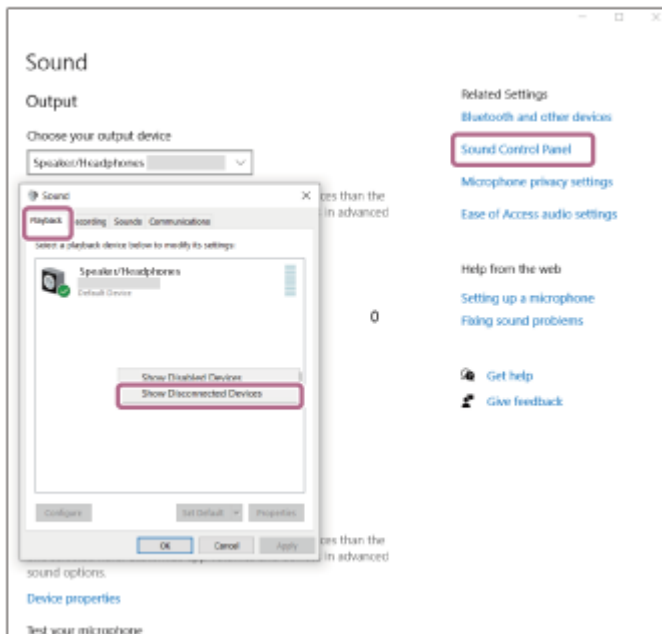 Sound
Output
Choose your output device
Speaker/Headphones
Sound
Playback
Recording Sounds Communications
Select a playback device below to modify its settings:
Speaker/Headphones
Default Device
Show Disabled Devices
Show Disconnected Devices
Configure
Set Default
Properties
OK
Cancel
Apply
ces than the
in advanced
0
ces than the
in advanced
sound options.
Device properties
Test your microphone
Related Settings
Bluetooth and other devices
Sound Control Panel
Microphone privacy settings
Ease of Access audio settings
Help from the web
Setting up a microphone
Fixing sound problems
Get help
Give feedback